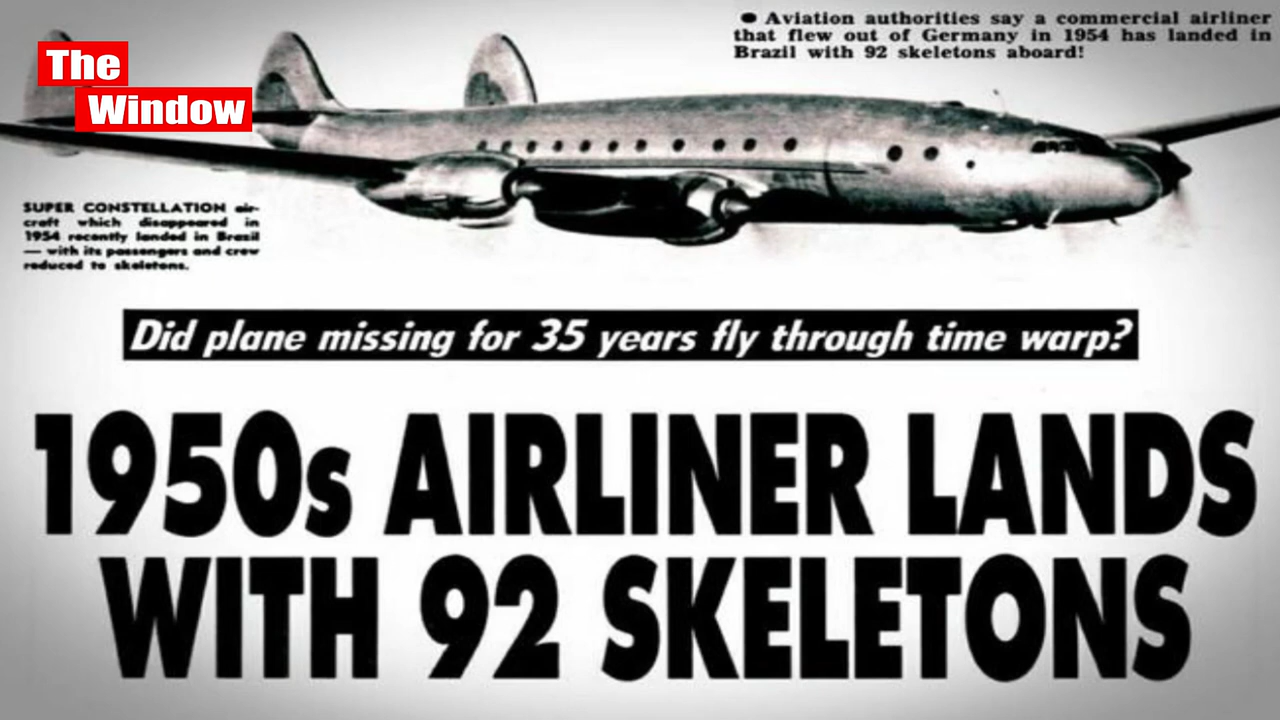 The
Window
● Aviation authorities say a commercial airliner
that flew out of Germany in 1954 has landed in
Brazil with 92 skeletons aboard!
SUPER CONSTELLATION air-
craft which disappeared in
1954 recently landed in Brazil
— with its passengers and crew
reduced to skeletons.
Did plane missing for 35 years fly through time warp?
1950s AIRLINER LANDS
WITH 92 SKELETONS